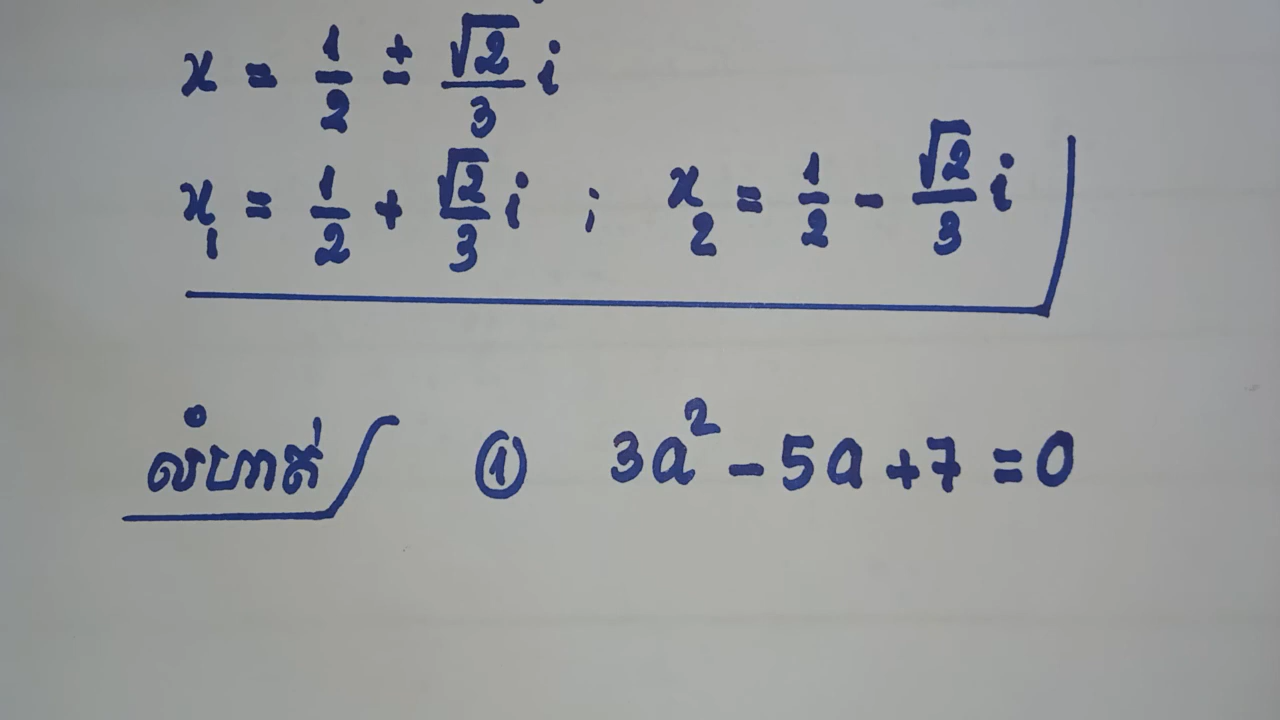 x = 1/2 ± √2/3 i
x₁ = 1/2 + √2/3 i ; x₂ = 1/2 - √2/3 i
លំហាត់ ① 3a² - 5a + 7 = 0